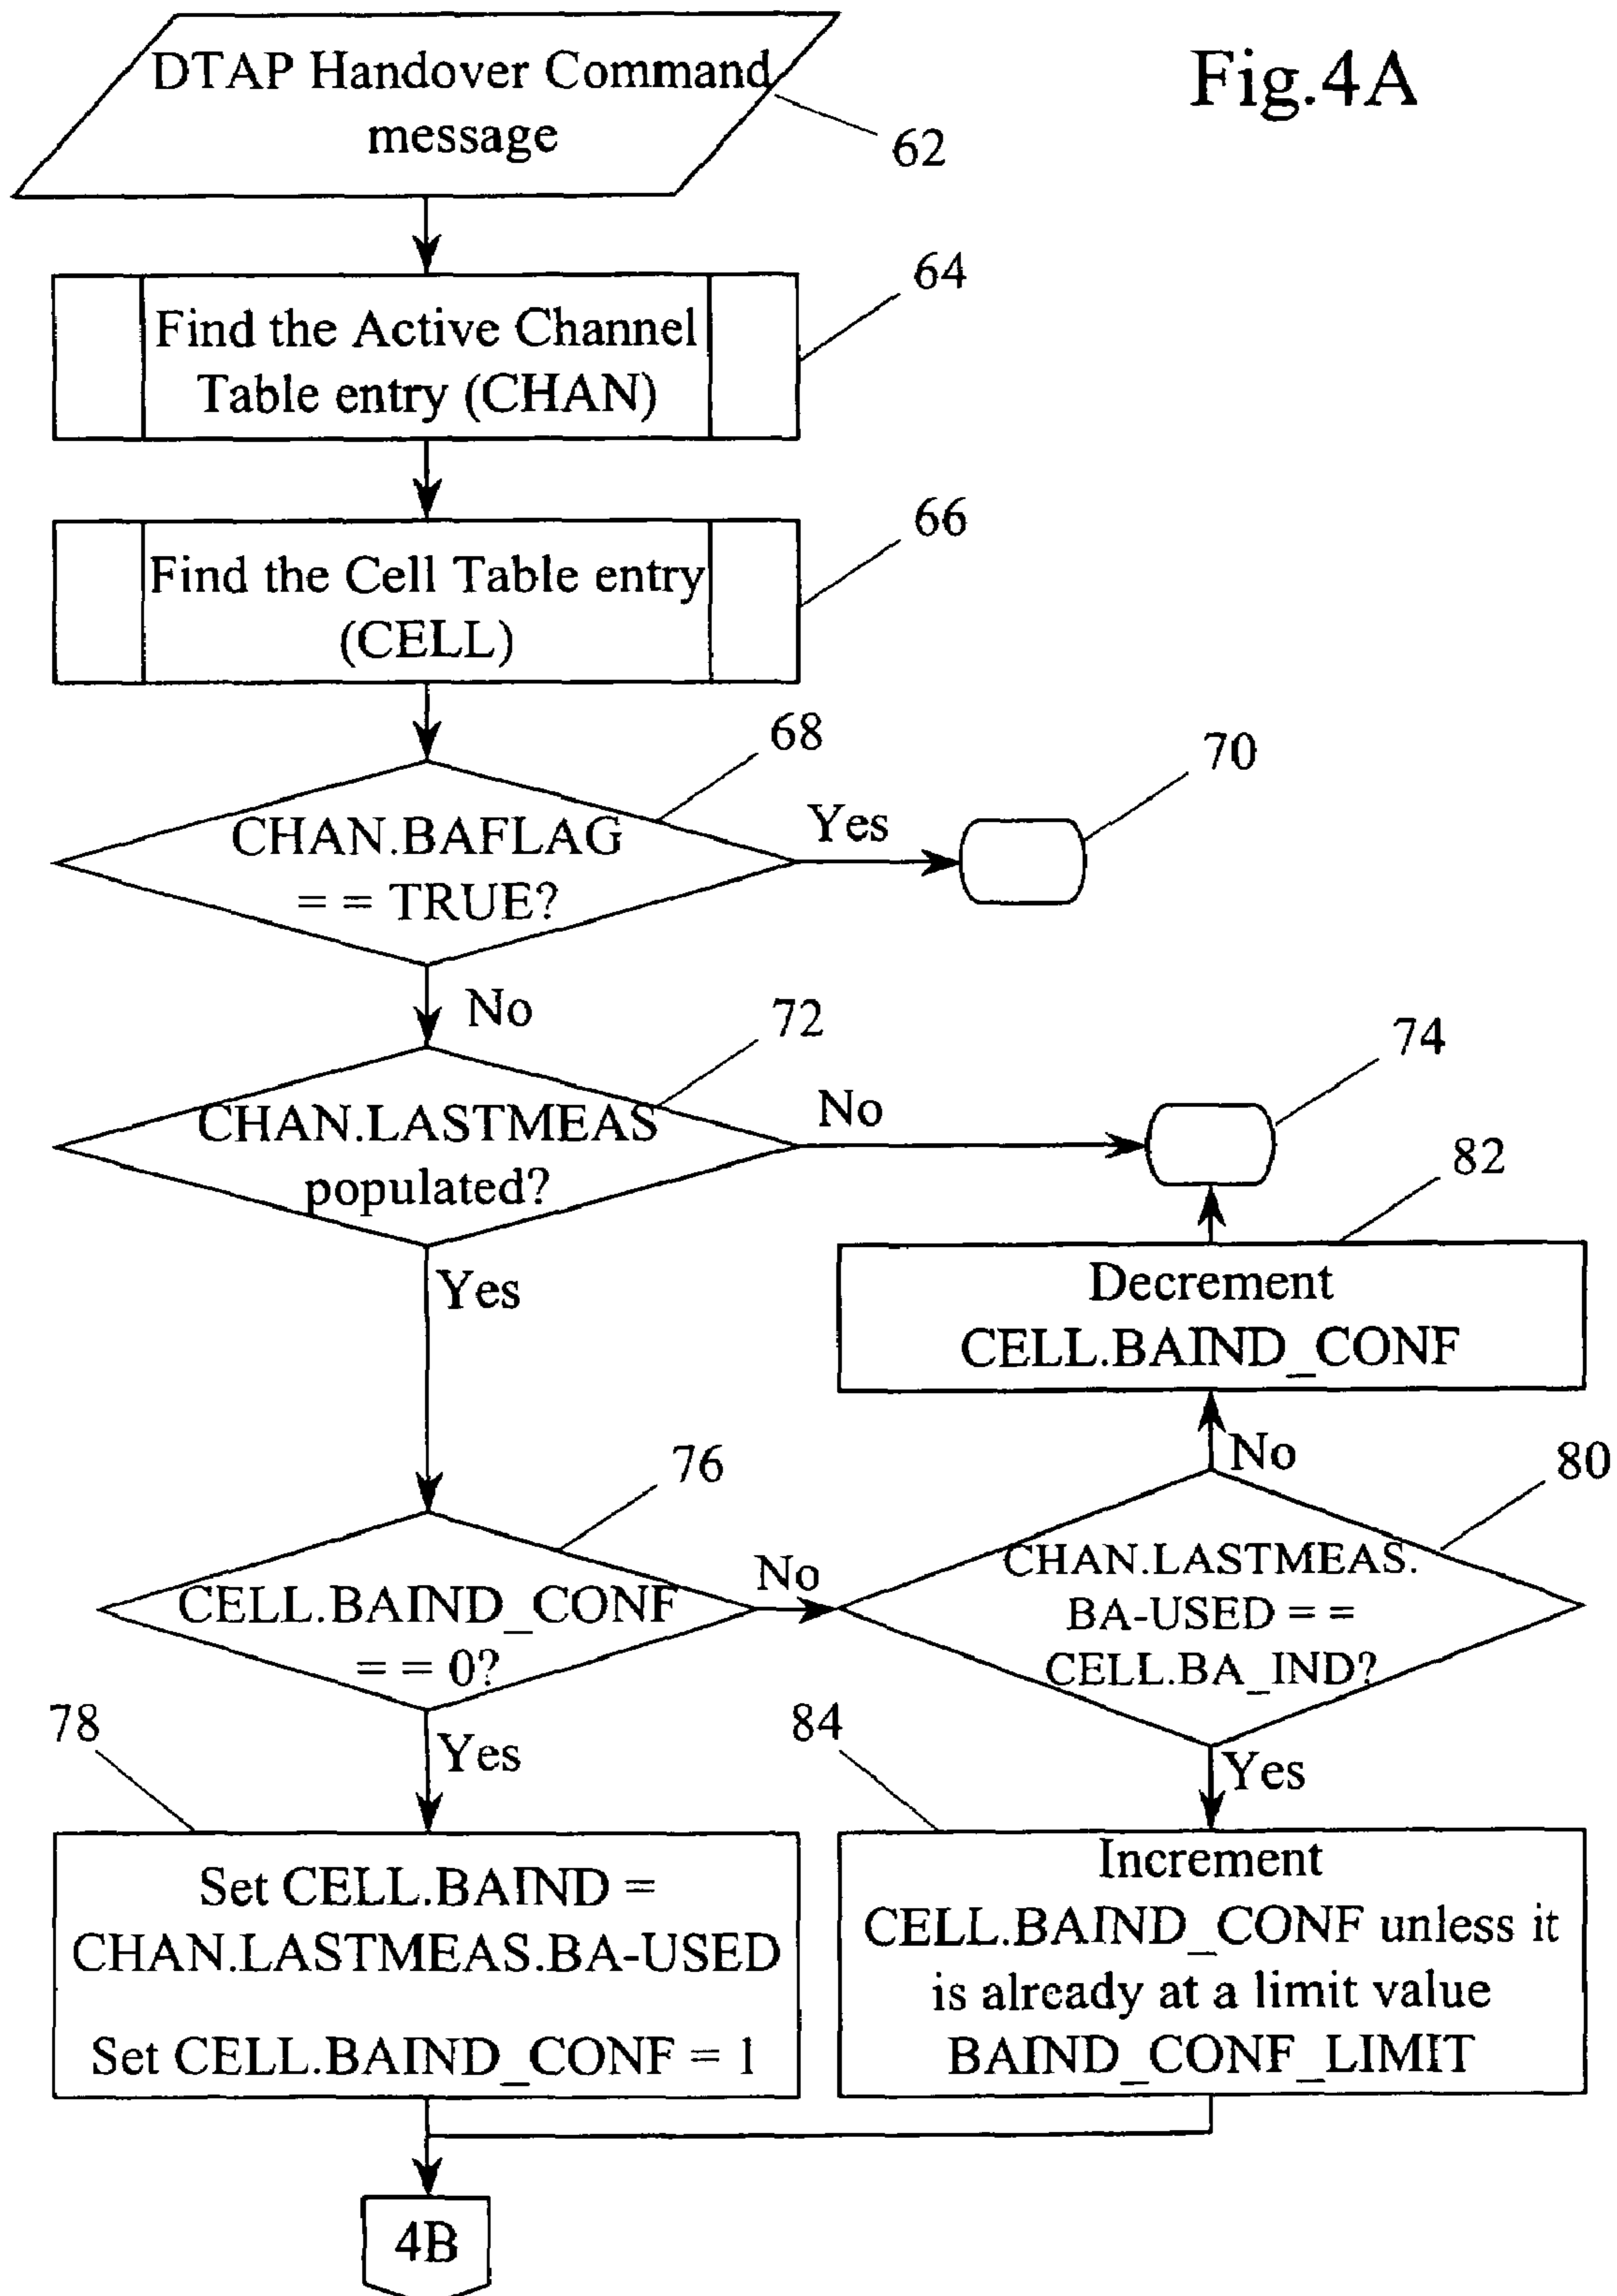 Fig.4A
DTAP Handover Command
message
62
64
Find the Active Channel
Table entry (CHAN)
66
Find the Cell Table entry
(CELL)
68
70
CHAN.BAFLAG
= = TRUE?
Yes
No
72
74
CHAN.LASTMEAS
populated?
No
82
Yes
Decrement
CELL.BAIND_CONF
76
No
80
CELL.BAIND_CONF
= = 0?
No
CHAN.LASTMEAS.
BA-USED = =
CELL.BA_IND?
78
Yes
84
Yes
Set CELL.BAIND =
CHAN.LASTMEAS.BA-USED
Set CELL.BAIND_CONF = 1
Increment
CELL.BAIND_CONF unless it
is already at a limit value
BAIND_CONF_LIMIT
4B